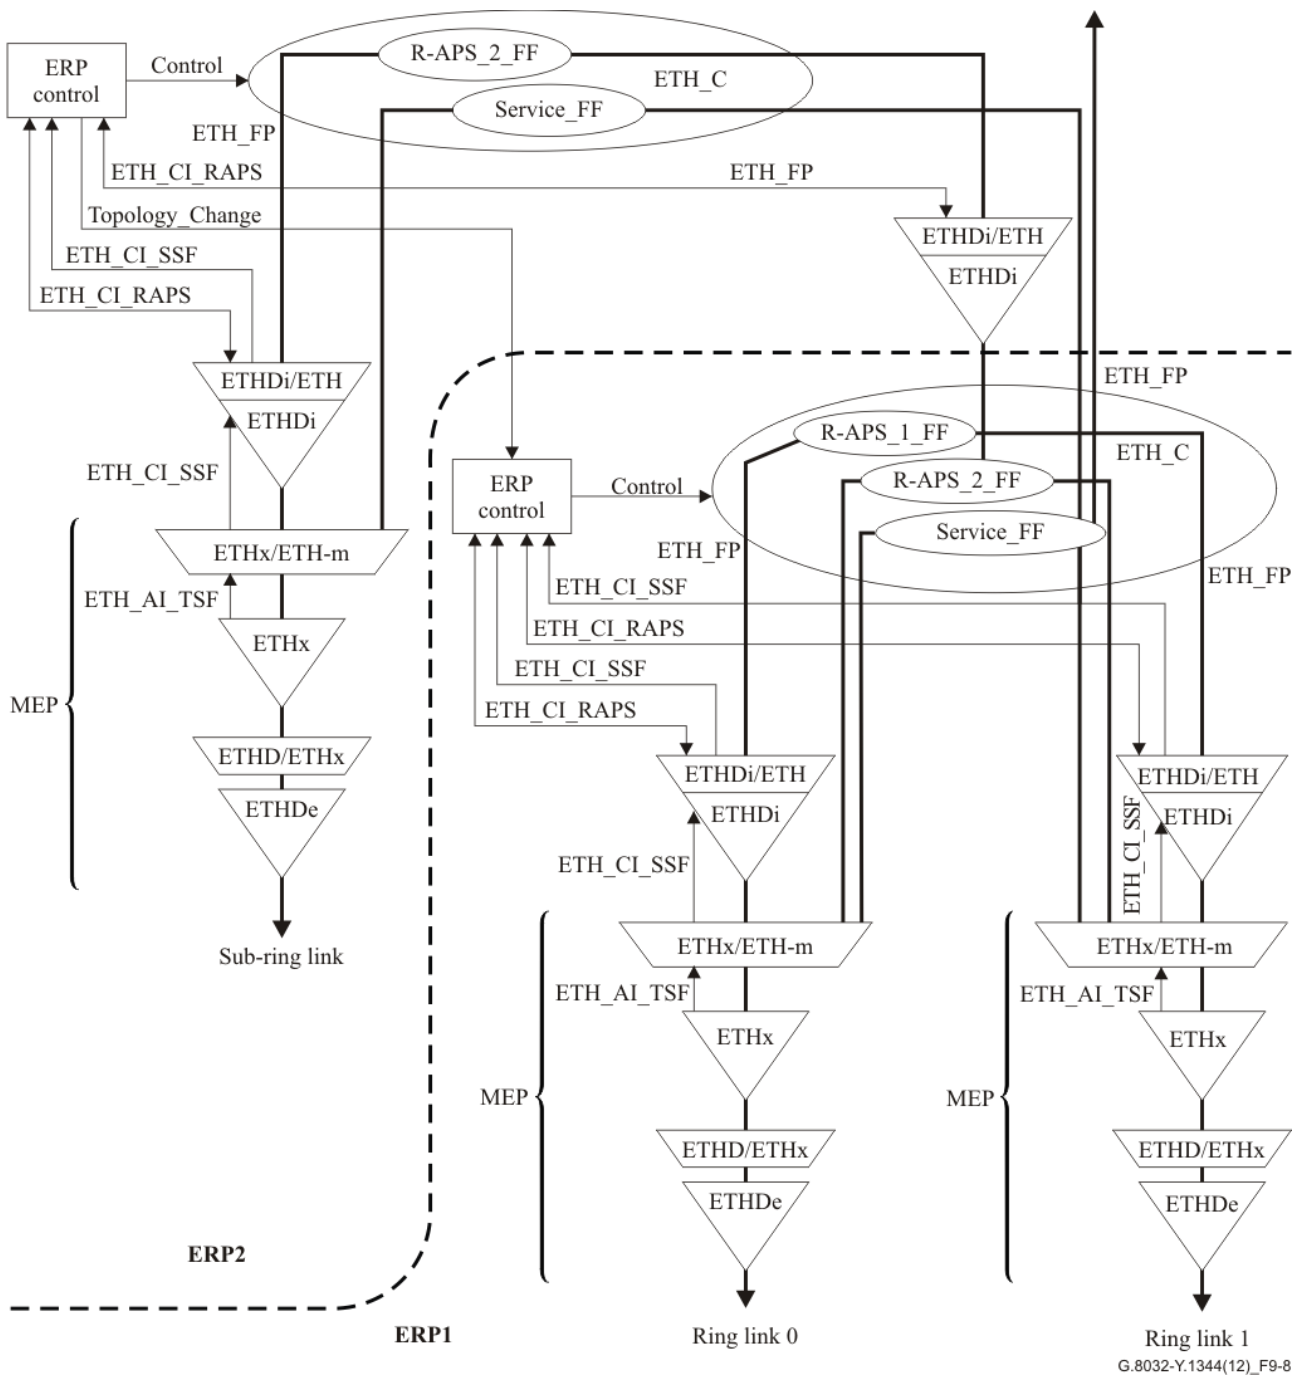 R-APS_2_FF
ERP
control
Control
ETH_C
Service_FF
ETH_FP
ETH_CI_RAPS
ETH_FP
Topology_Change
ETHDi/ETH
ETH_CI_SSF
ETHDi
ETH_CI_RAPS
ETHDi/ETH
ETH_FP
ETHDi
R-APS_1_FF
ETH_C
ETH_CI_SSF
R-APS_2_FF
ERP
control
Control
Service_FF
ETHx/ETH-m
ETH_FP
ETH_FP
ETH_AI_TSF
ETH_CI_SSF
ETH_CI_RAPS
ETHx
ETH_CI_SSF
MEP
ETH_CI_RAPS
ETHD/ETHx
ETHDi/ETH
ETHDi/ETH
ETHDe
ETHDi
ETHDi
ETH_CI_SSF
ETH_CI_SSF
Sub-ring link
ETHx/ETH-m
ETHx/ETH-m
ETH_AI_TSF
ETH_AI_TSF
ETHx
ETHx
MEP
MEP
ETHD/ETHx
ETHD/ETHx
ETHDe
ETHDe
ERP2
ERP1
Ring link 0
Ring link 1
G.8032-Y.1344(12)_F9-8